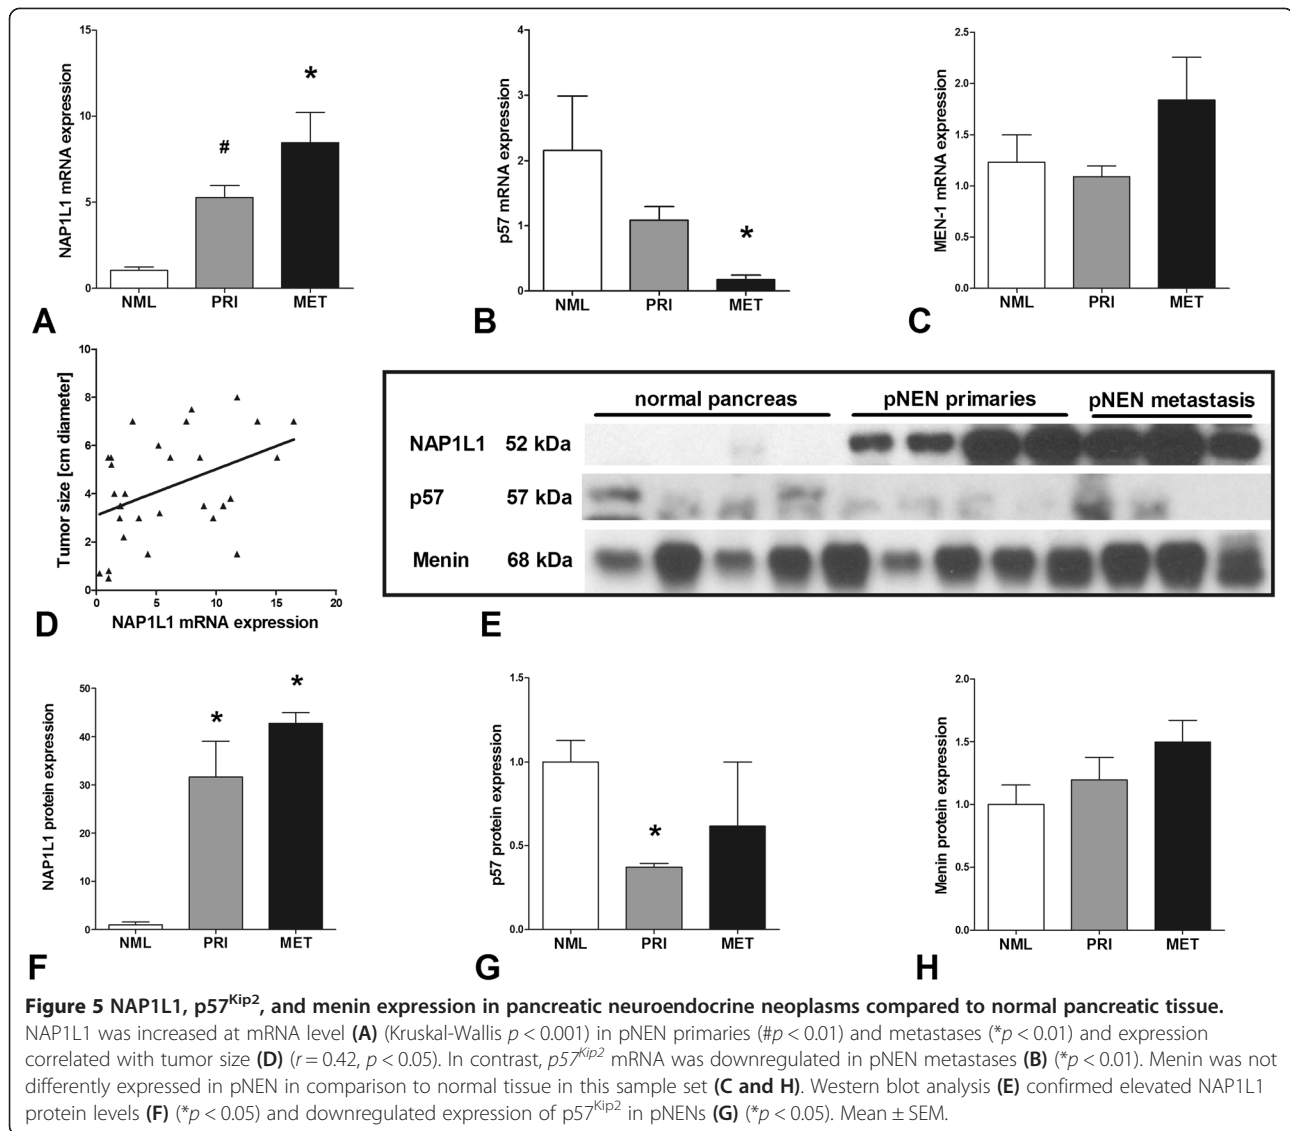 15
10
5
0
NAP1L1 mRNA expression
#
*
NML PRI MET
A
4
3
2
1
0
p57 mRNA expression
*
NML PRI MET
B
2.5
2.0
1.5
1.0
0.5
0.0
MEN-1 mRNA expression
NML PRI MET
C
10
8
6
4
2
0
Tumor size [cm diameter]
0 5 10 15 20
NAP1L1 mRNA expression
D
normal pancreas pNEN primaries pNEN metastasis
NAP1L1 52 kDa
p57 57 kDa
Menin 68 kDa
E
50
40
30
20
10
0
NAP1L1 protein expression
*
*
NML PRI MET
F
1.5
1.0
0.5
0.0
p57 protein expression
*
NML PRI MET
G
2.0
1.5
1.0
0.5
0.0
Menin protein expression
NML PRI MET
H
Figure 5 NAP1L1, p57Kip2, and menin expression in pancreatic neuroendocrine neoplasms compared to normal pancreatic tissue.
NAP1L1 was increased at mRNA level (A) (Kruskal-Wallis p < 0.001) in pNEN primaries (#p < 0.01) and metastases (*p < 0.01) and expression
correlated with tumor size (D) (r = 0.42, p < 0.05). In contrast, p57Kip2 mRNA was downregulated in pNEN metastases (B) (*p < 0.01). Menin was not
differently expressed in pNEN in comparison to normal tissue in this sample set (C and H). Western blot analysis (E) confirmed elevated NAP1L1
protein levels (F) (*p < 0.05) and downregulated expression of p57Kip2 in pNENs (G) (*p < 0.05). Mean ± SEM.